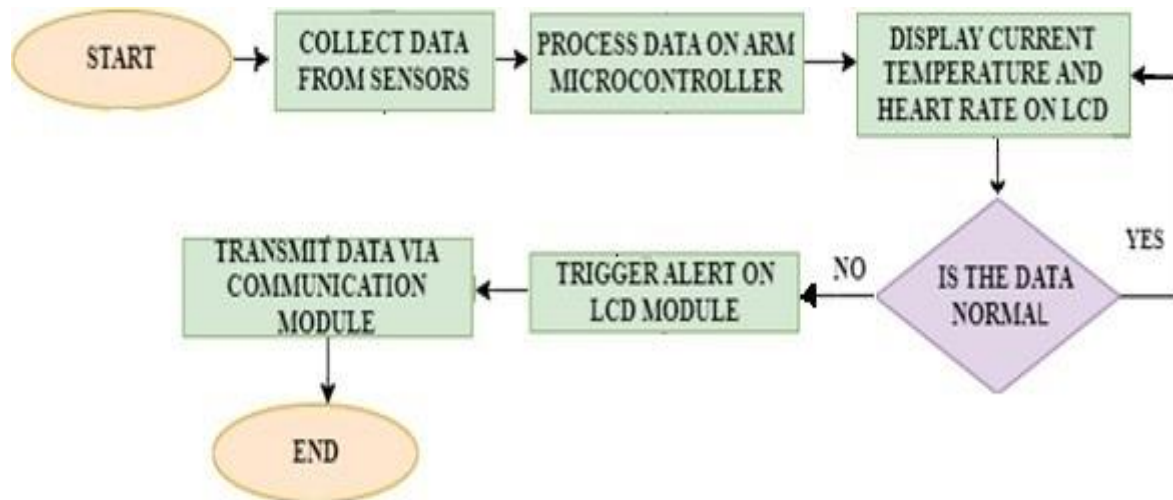 START
COLLECT DATA
FROM SENSORS
PROCESS DATA ON ARM
MICROCONTROLLER
DISPLAY CURRENT
TEMPERATURE AND
HEART RATE ON LCD
IS THE DATA
NORMAL
YES
NO
TRIGGER ALERT ON
LCD MODULE
TRANSMIT DATA VIA
COMMUNICATION
MODULE
END